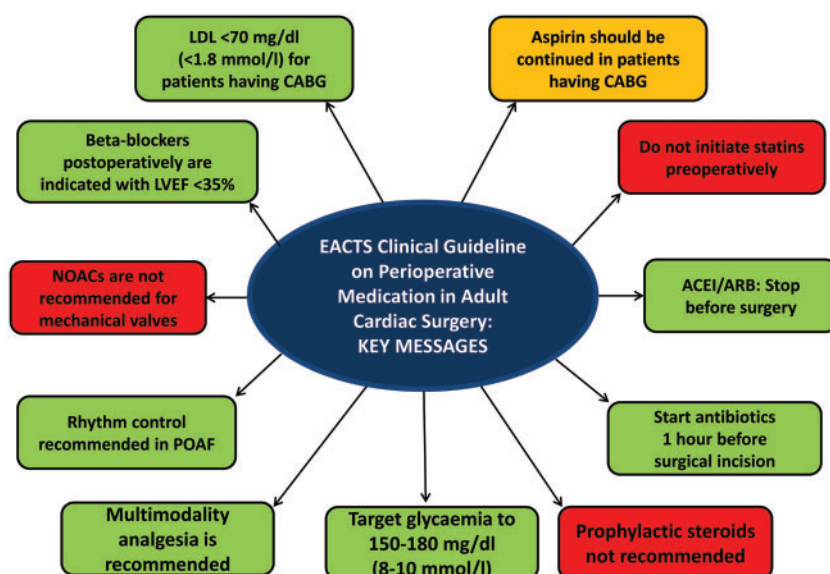 LDL <70 mg/dl
(<1.8 mmol/l) for
patients having CABG
Aspirin should be
continued in patients
having CABG
Beta-blockers
postoperatively are
indicated with LVEF <35%
Do not initiate statins
preoperatively
EACTS Clinical Guideline
on Perioperative
Medication in Adult
Cardiac Surgery:
KEY MESSAGES
NOACs are not
recommended for
mechanical valves
ACEI/ARB: Stop
before surgery
Rhythm control
recommended in POAF
Start antibiotics
1 hour before
surgical incision
Multimodality
analgesia is
recommended
Target glycaemia to
150-180 mg/dl
(8-10 mmol/l)
Prophylactic steroids
not recommended